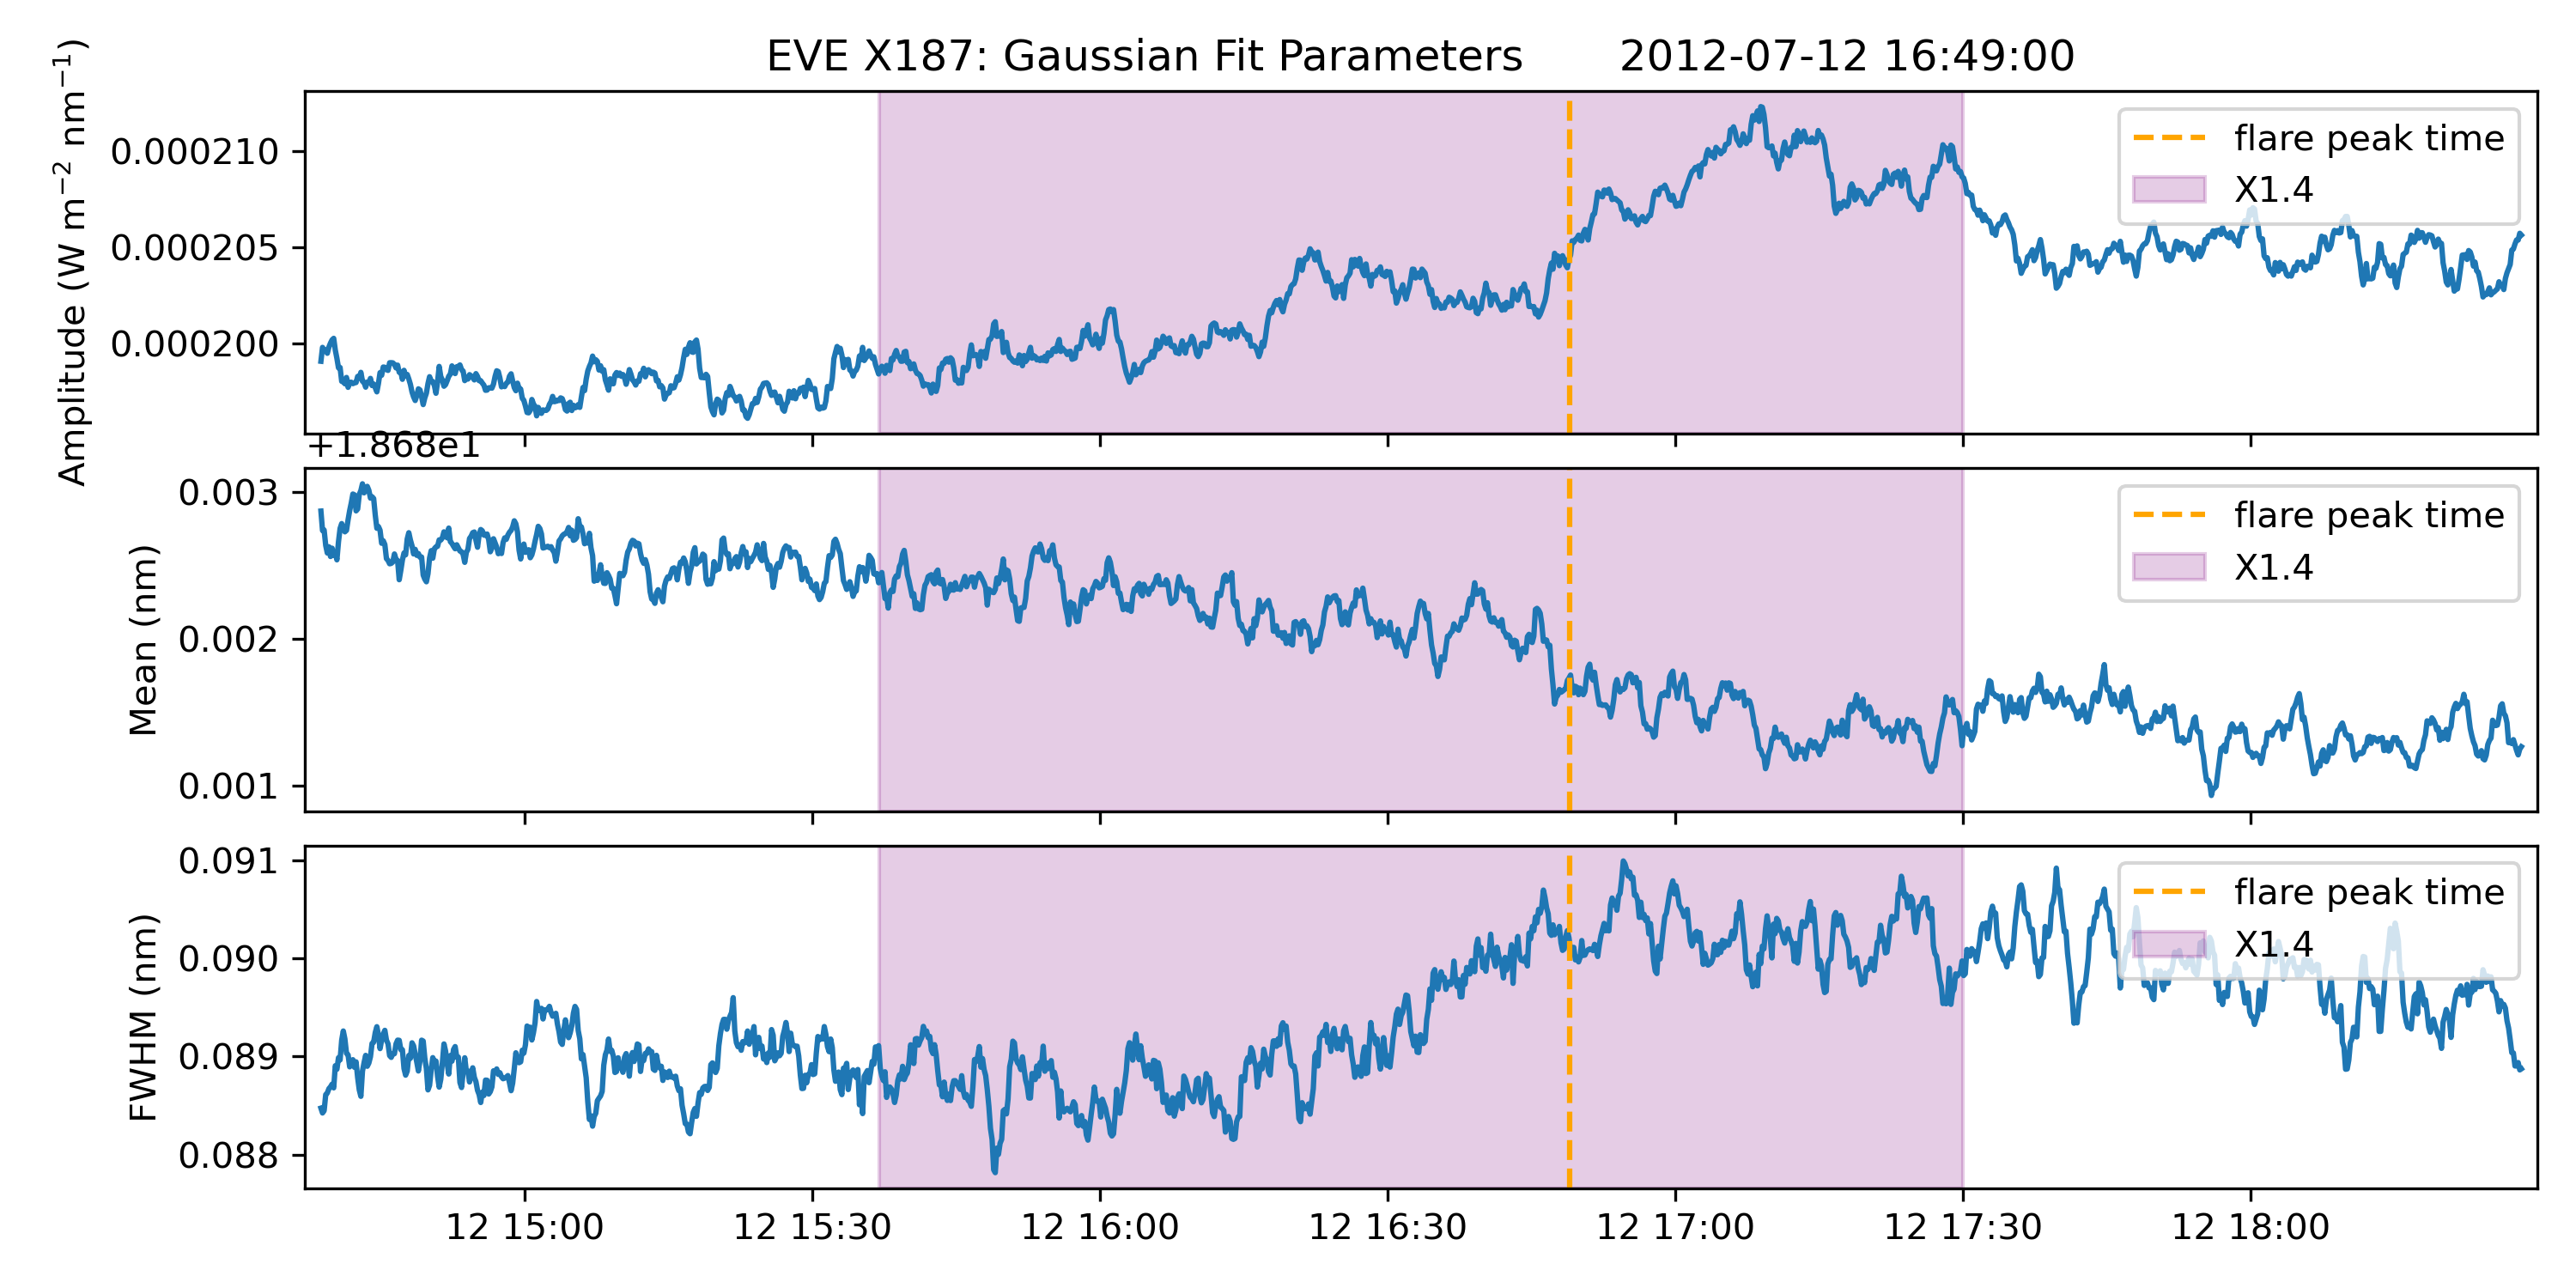 EVE X187: Gaussian Fit Parameters 2012-07-12 16:49:00
Amplitude (W m⁻² nm⁻¹)
0.000210
0.000205
0.000200
flare peak time
X1.4
+1.868e1
Mean (nm)
0.003
0.002
0.001
flare peak time
X1.4
FWHM (nm)
0.091
0.090
0.089
0.088
flare peak time
X1.4
12 15:00 12 15:30 12 16:00 12 16:30 12 17:00 12 17:30 12 18:00